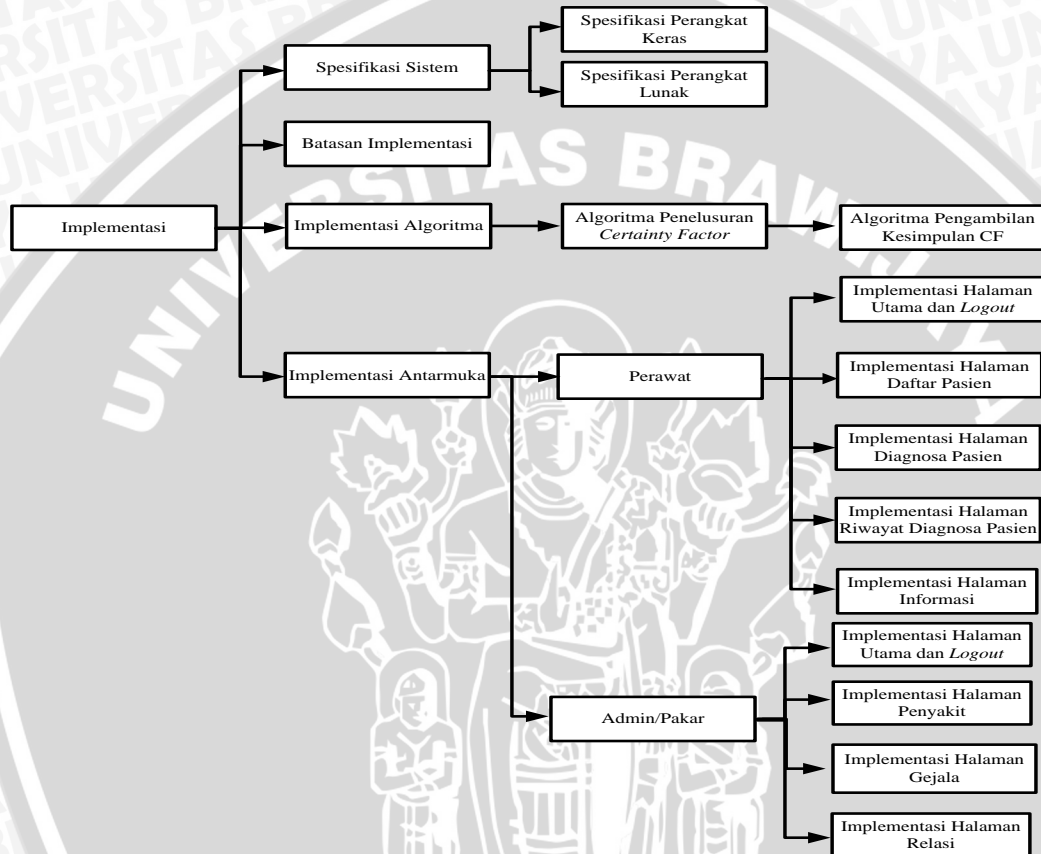 Spesifikasi Perangkat
Keras
Spesifikasi Sistem
Spesifikasi Perangkat
Lunak
Batasan Implementasi
UNIVERSITAS BRAWIJAYA
Implementasi
Implementasi Algoritma
Algoritma Penelusuran
Certainty Factor
Algoritma Pengambilan
Kesimpulan CF
Implementasi Halaman
Utama dan Logout
Implementasi Antarmuka
Perawat
Implementasi Halaman
Daftar Pasien
Implementasi Halaman
Diagnosa Pasien
Implementasi Halaman
Riwayat Diagnosa Pasien
Implementasi Halaman
Informasi
Implementasi Halaman
Utama dan Logout
Admin/Pakar
Implementasi Halaman
Penyakit
Implementasi Halaman
Gejala
Implementasi Halaman
Relasi